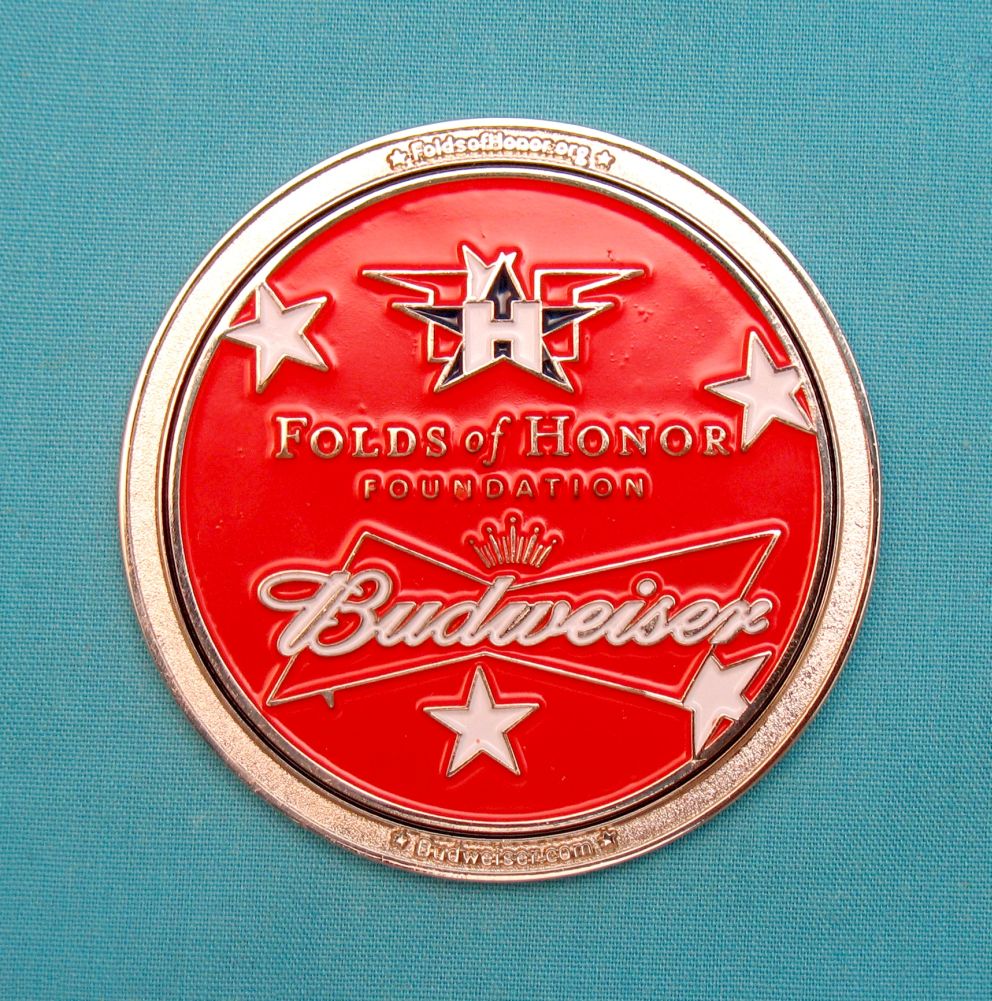 FoldsofHonor.org
H
FOLDS of HONOR
FOUNDATION
Budweiser
Budweiser.com